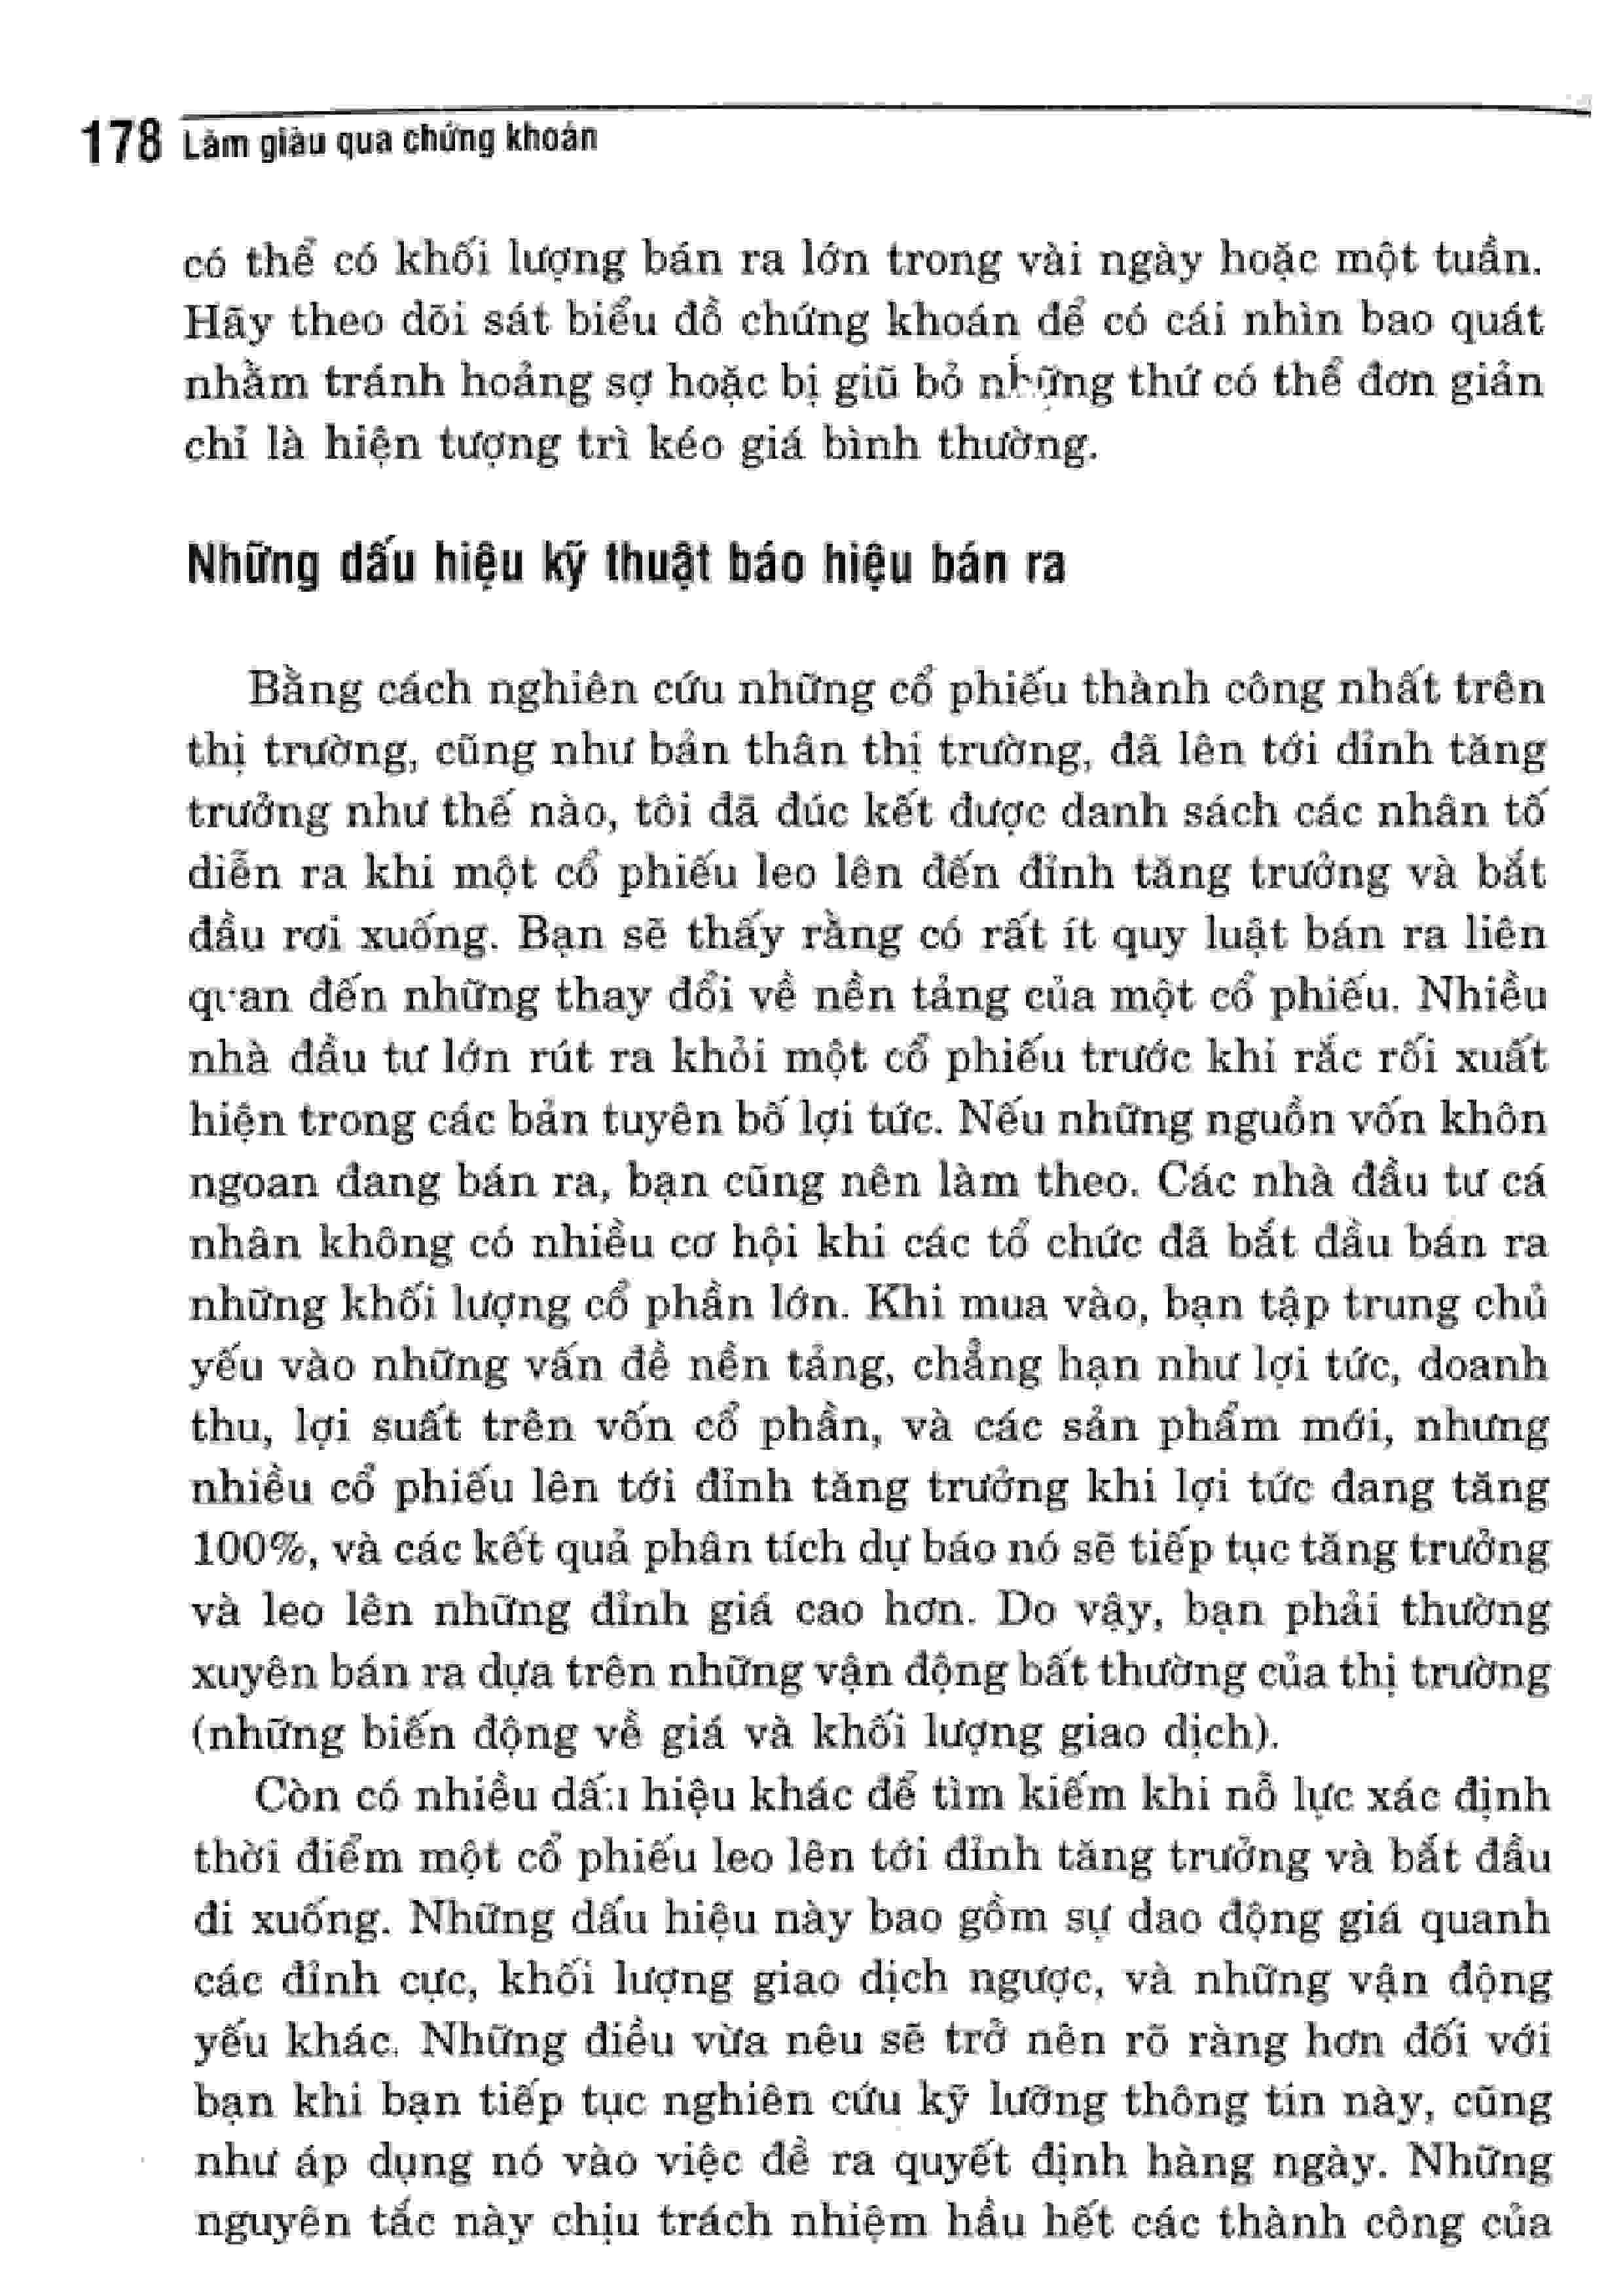 178 Làm giàu qua chứng khoán
có thể có khối lượng bán ra lớn trong vài ngày hoặc một tuần.
Hãy theo dõi sát biểu đồ chứng khoán để có cái nhìn bao quát
nhằm tránh hoảng sợ hoặc bị giũ bỏ những thứ có thể đơn giản
chỉ là hiện tượng trì kéo giá bình thường.
Những dấu hiệu kỹ thuật báo hiệu bán ra
Bằng cách nghiên cứu những cổ phiếu thành công nhất trên
thị trường, cũng như bản thân thị trường, đã lên tới đỉnh tăng
trưởng như thế nào, tôi đã đúc kết được danh sách các nhân tố
diễn ra khi một cổ phiếu leo lên đến đỉnh tăng trưởng và bắt
đầu rơi xuống. Bạn sẽ thấy rằng có rất ít quy luật bán ra liên
quan đến những thay đổi về nền tảng của một cổ phiếu. Nhiều
nhà đầu tư lớn rút ra khỏi một cổ phiếu trước khi rắc rối xuất
hiện trong các bản tuyên bố lợi tức. Nếu những nguồn vốn khôn
ngoan đang bán ra, bạn cũng nên làm theo. Các nhà đầu tư cá
nhân không có nhiều cơ hội khi các tổ chức đã bắt đầu bán ra
những khối lượng cổ phần lớn. Khi mua vào, bạn tập trung chủ
yếu vào những vấn đề nền tảng, chẳng hạn như lợi tức, doanh
thu, lợi suất trên vốn cổ phần, và các sản phẩm mới, nhưng
nhiều cổ phiếu lên tới đỉnh tăng trưởng khi lợi tức đang tăng
100%, và các kết quả phân tích dự báo nó sẽ tiếp tục tăng trưởng
và leo lên những đỉnh giá cao hơn. Do vậy, bạn phải thường
xuyên bán ra dựa trên những vận động bất thường của thị trường
(những biến động về giá và khối lượng giao dịch).
Còn có nhiều dấu hiệu khác để tìm kiếm khi nỗ lực xác định
thời điểm một cổ phiếu leo lên tới đỉnh tăng trưởng và bắt đầu
đi xuống. Những dấu hiệu này bao gồm sự dao động giá quanh
các đỉnh cực, khối lượng giao dịch ngược, và những vận động
yếu khác. Những điều vừa nêu sẽ trở nên rõ ràng hơn đối với
bạn khi bạn tiếp tục nghiên cứu kỹ lưỡng thông tin này, cũng
như áp dụng nó vào việc đề ra quyết định hàng ngày. Những
nguyên tắc này chịu trách nhiệm hầu hết các thành công của